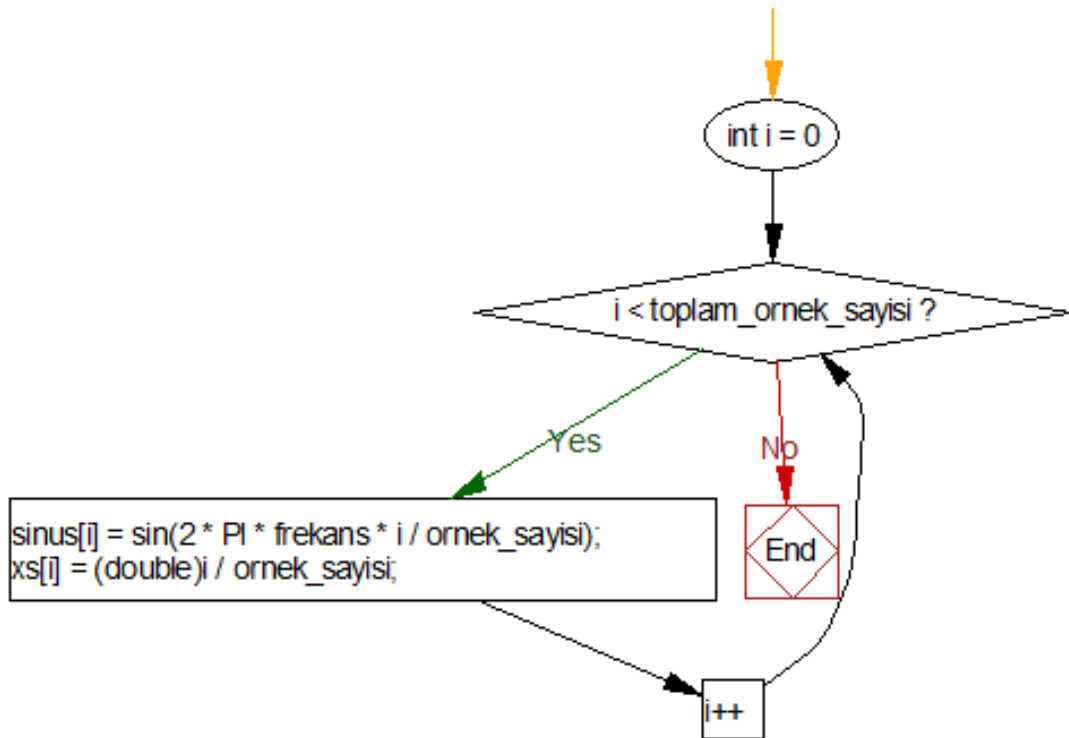 int i = 0
i < toplam_ornek_sayisi ?
Yes
No
sinus[i] = sin(2 * PI * frekans * i / ornek_sayisi);
xs[i] = (double)i / ornek_sayisi;
End
i++